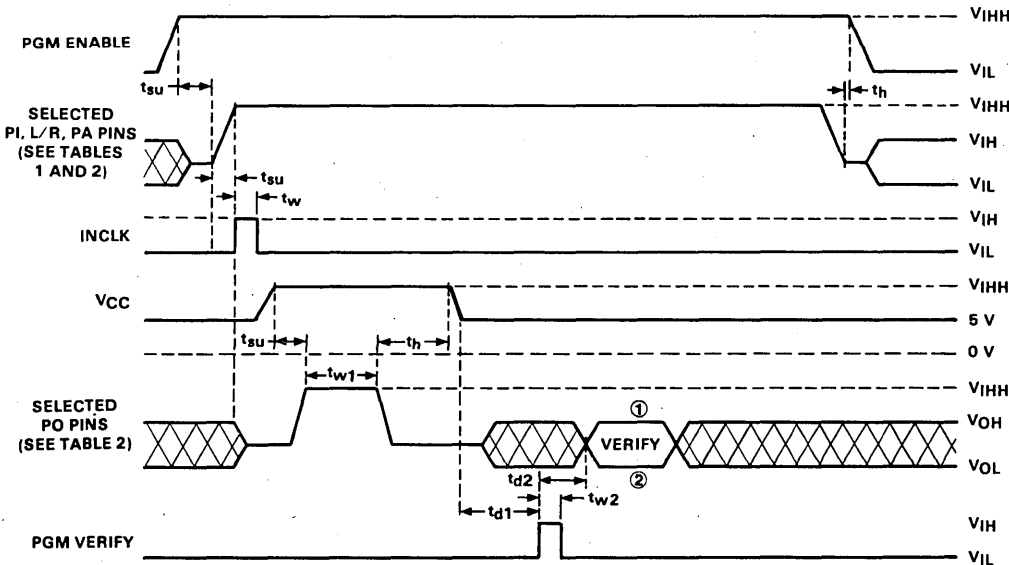 PGM ENABLE
VIHH
VIL
tsu
th
SELECTED
PI, L/R, PA PINS
(SEE TABLES
1 AND 2)
VIHH
VIH
VIL
tsu
tw
INCLK
VIH
VIL
VCC
VIHH
5 V
tsu
th
0 V
tw1
VIHH
SELECTED
PO PINS
(SEE TABLE 2)
①
VOH
VERIFY
VOL
②
td2
tw2
td1
PGM VERIFY
VIH
VIL